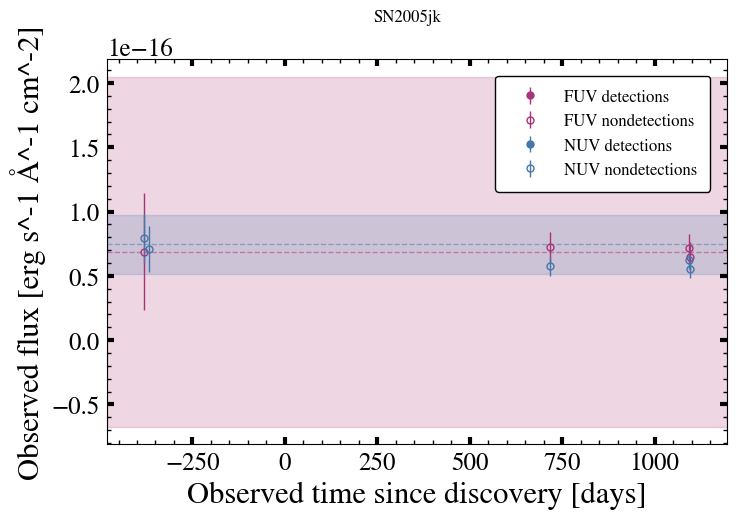 SN2005jk
1e−16
Observed flux [erg s^-1 Å^-1 cm^-2]
2.0
1.5
1.0
0.5
0.0
−0.5
FUV detections
FUV nondetections
NUV detections
NUV nondetections
−250
0
250
500
750
1000
Observed time since discovery [days]